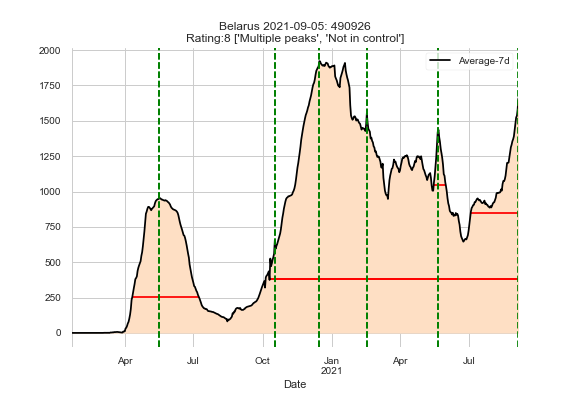 Belarus 2021-09-05: 490926
Rating:8 ['Multiple peaks', 'Not in control']
Average-7d
2000
1750
1500
1250
1000
750
500
250
0
Apr
Jul
Oct
Jan
2021
Apr
Jul
Date